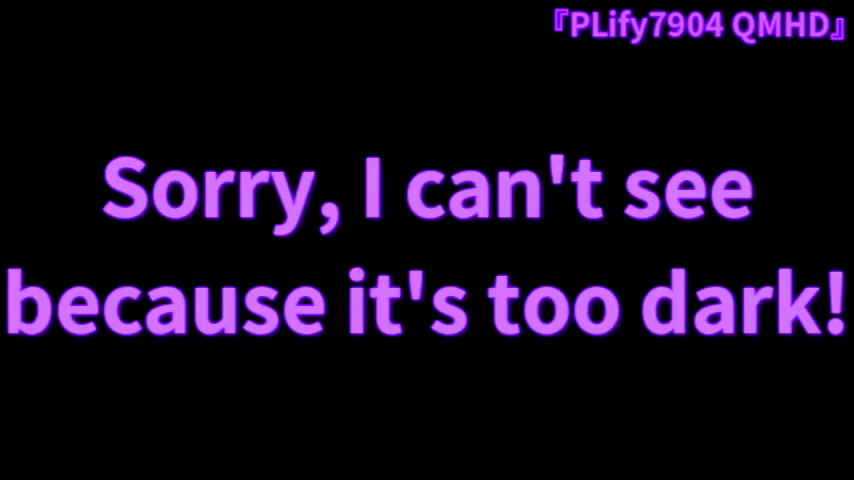 『PLify7904 QMHD』
Sorry, I can't see
because it's too dark!